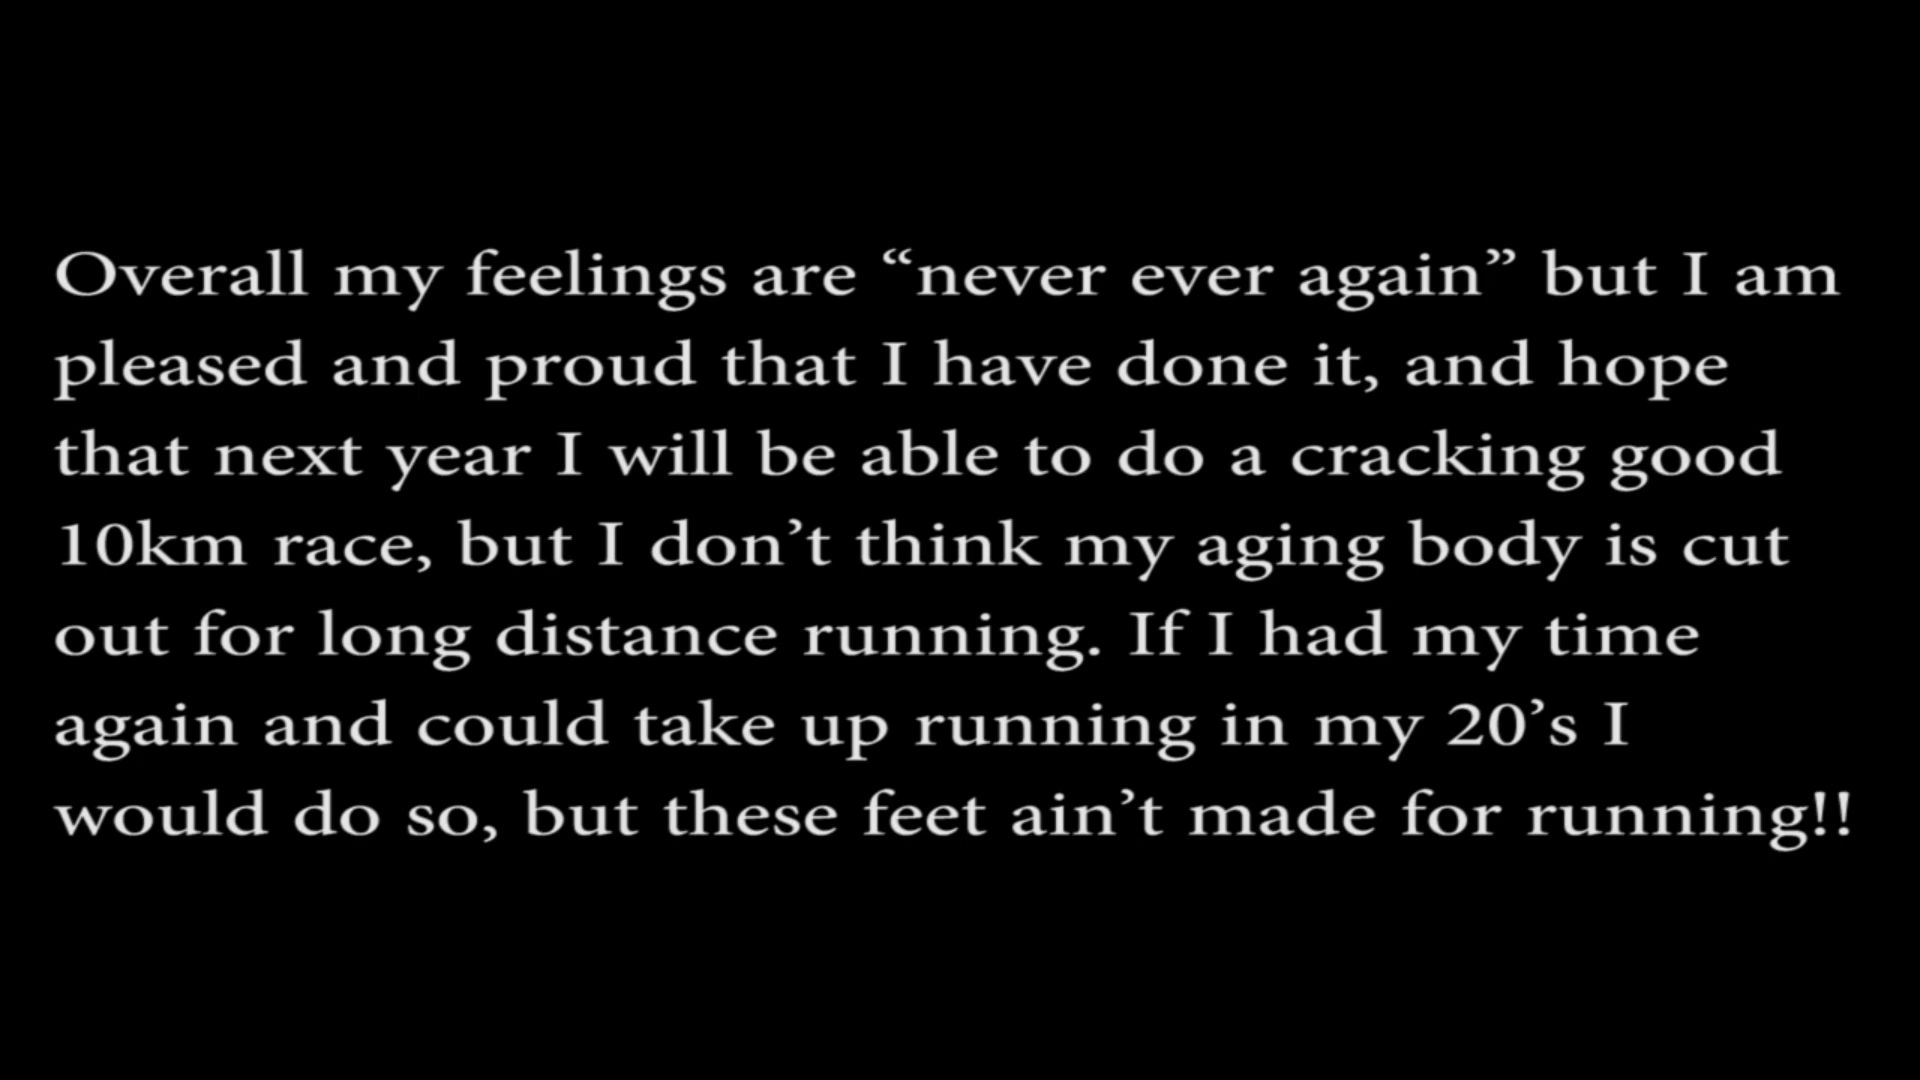 Overall my feelings are “never ever again” but I am
pleased and proud that I have done it, and hope
that next year I will be able to do a cracking good
10km race, but I don’t think my aging body is cut
out for long distance running. If I had my time
again and could take up running in my 20’s I
would do so, but these feet ain’t made for running!!